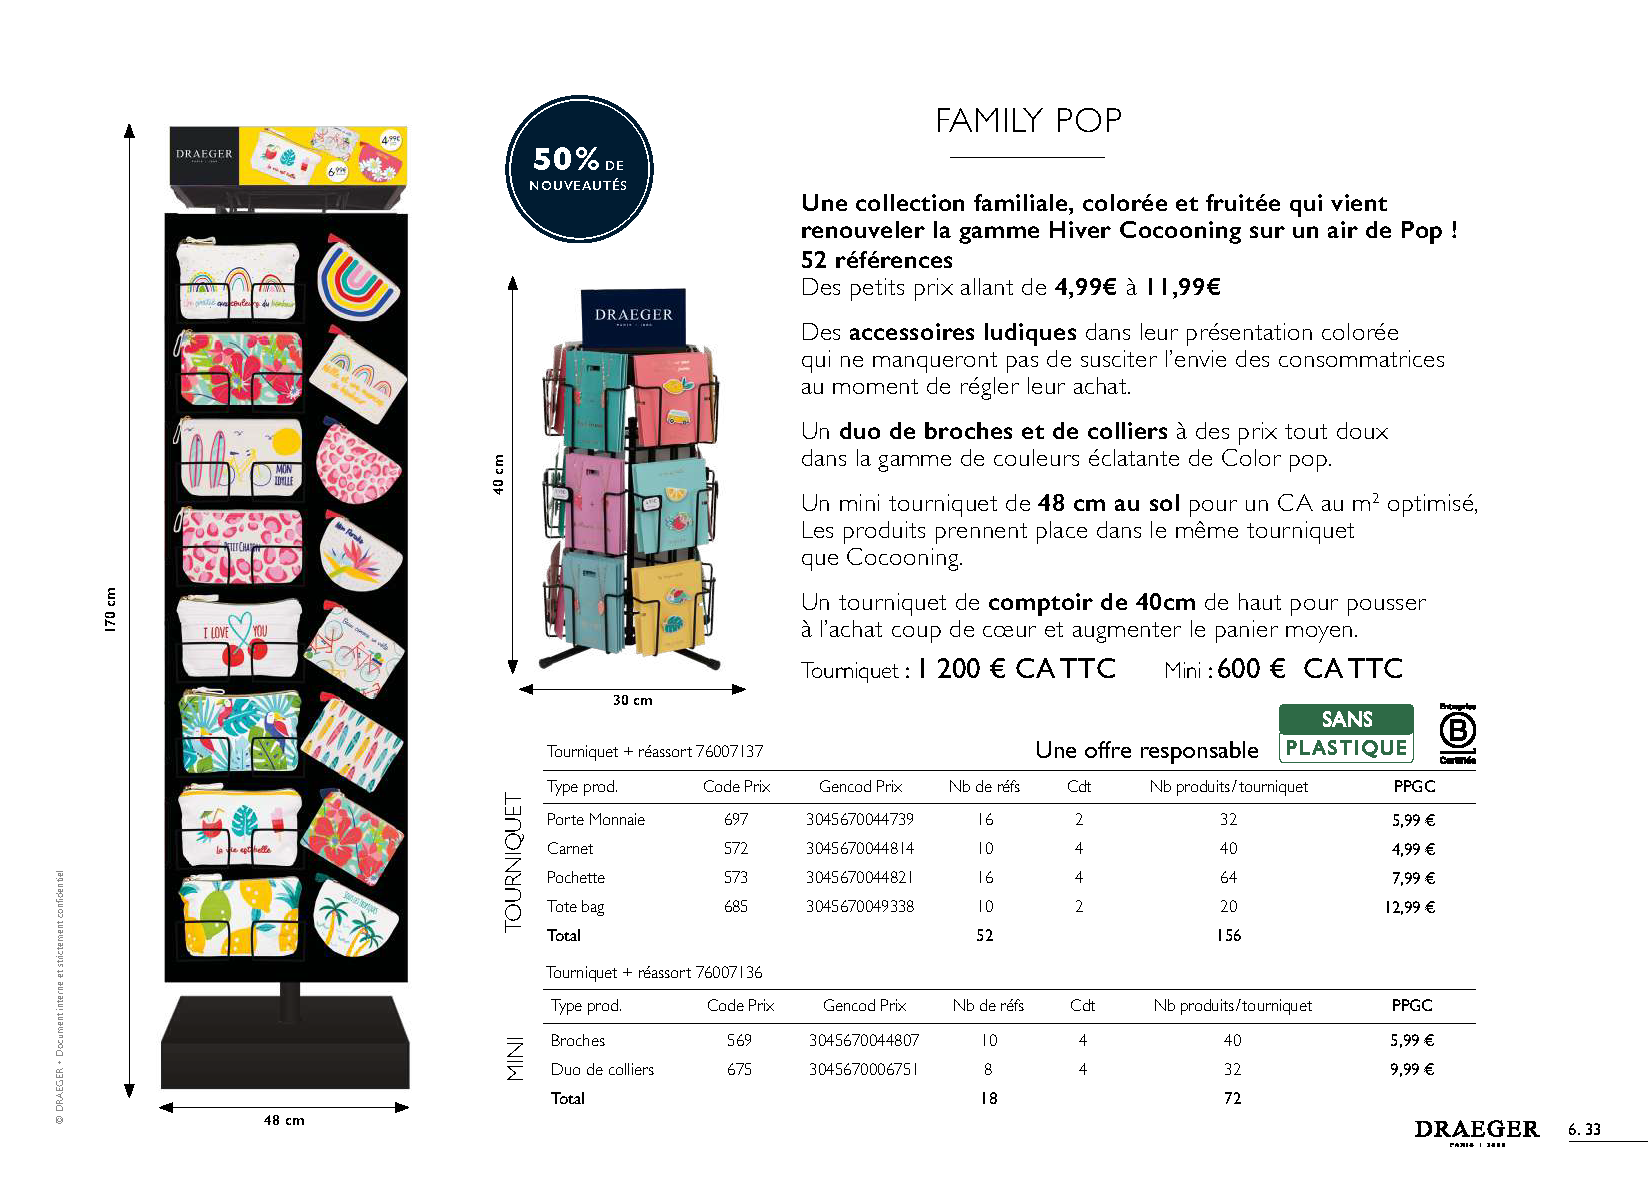 DRAEGER
PARIS | 1886
4,99€
6,99€
50% DE
NOUVEAUTÉS
FAMILY POP
Une collection familiale, colorée et fruitée qui vient
renouveler la gamme Hiver Cocooning sur un air de Pop !
52 références
Des petits prix allant de 4,99€ à 11,99€
Des accessoires ludiques dans leur présentation colorée
qui ne manqueront pas de susciter l’envie des consommatrices
au moment de régler leur achat.
Un duo de broches et de colliers à des prix tout doux
dans la gamme de couleurs éclatante de Color pop.
Un mini tourniquet de 48 cm au sol pour un CA au m² optimisé,
Les produits prennent place dans le même tourniquet
que Cocooning.
Un tourniquet de comptoir de 40cm de haut pour pousser
à l’achat coup de cœur et augmenter le panier moyen.
Tourniquet : 1 200 € CA TTC Mini : 600 € CA TTC
Une offre responsable
SANS
PLASTIQUE
Entreprise
B
Certifiée
DRAEGER
PARIS | 1886
MON
IDYLLE
PETIT CHATON
Mon Paradis
I LOVE YOU
la vie est belle
170 cm
48 cm
40 cm
30 cm
TOURNIQUET
Tourniquet + réassort 76007137
Type prod. Code Prix Gencod Prix Nb de réfs Cdt Nb produits/tourniquet PPGC
Porte Monnaie 697 3045670044739 16 2 32 5,99 €
Carnet 572 3045670044814 10 4 40 4,99 €
Pochette 573 3045670044821 16 4 64 7,99 €
Tote bag 685 3045670049338 10 2 20 12,99 €
Total 52 156
MINI
Tourniquet + réassort 76007136
Type prod. Code Prix Gencod Prix Nb de réfs Cdt Nb produits/tourniquet PPGC
Broches 569 3045670044807 10 4 40 5,99 €
Duo de colliers 675 3045670006751 8 4 32 9,99 €
Total 18 72
© DRAEGER • Document interne et strictement confidentiel
DRAEGER
PARIS | 1886
6. 33